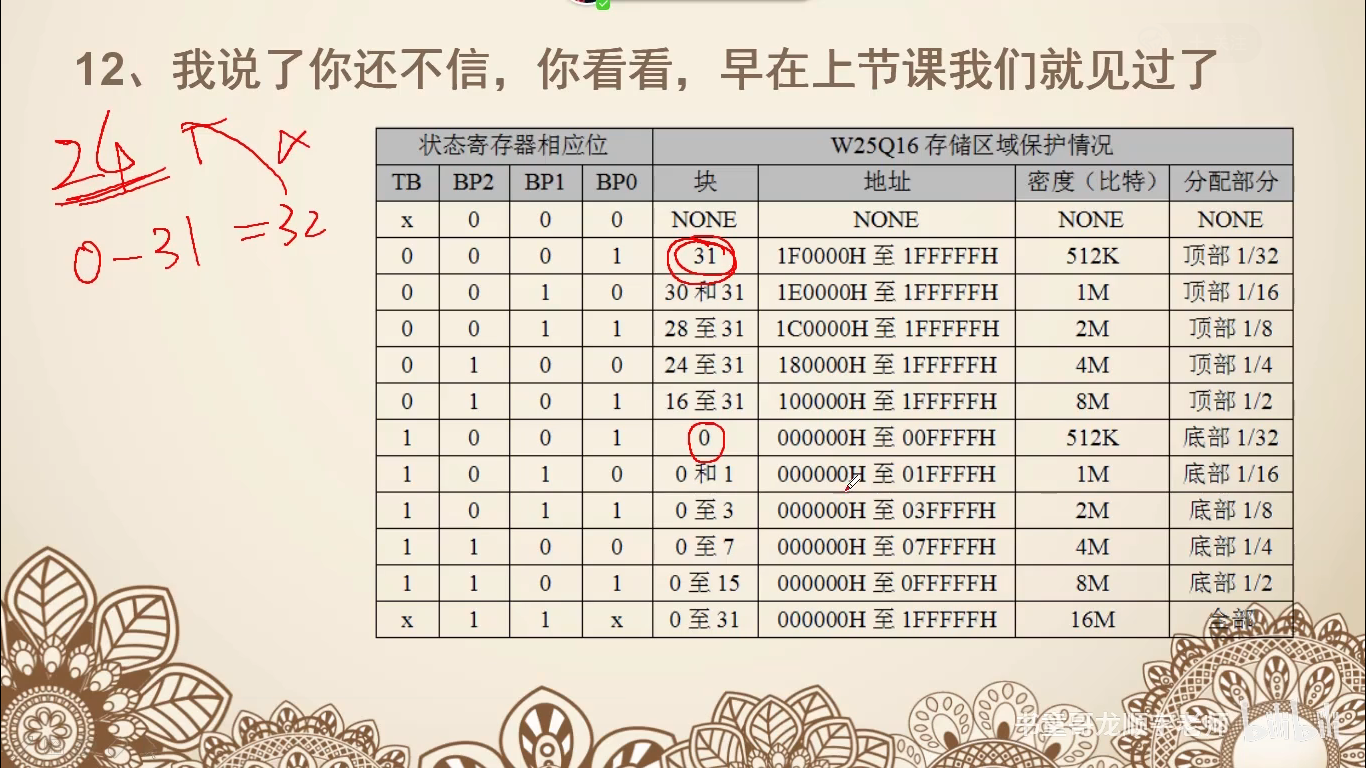 12、我说了你还不信，你看看，早在上节课我们就见过了
24
0-31 =32
状态寄存器相应位 W25Q16 存储区域保护情况
TB BP2 BP1 BP0 块 地址 密度（比特） 分配部分
x 0 0 0 NONE NONE NONE NONE
0 0 0 1 31 1F0000H 至 1FFFFFH 512K 顶部 1/32
0 0 1 0 30 和 31 1E0000H 至 1FFFFFH 1M 顶部 1/16
0 0 1 1 28 至 31 1C0000H 至 1FFFFFH 2M 顶部 1/8
0 1 0 0 24 至 31 180000H 至 1FFFFFH 4M 顶部 1/4
0 1 0 1 16 至 31 100000H 至 1FFFFFH 8M 顶部 1/2
1 0 0 1 0 000000H 至 00FFFFH 512K 底部 1/32
1 0 1 0 0 和 1 000000H 至 01FFFFH 1M 底部 1/16
1 0 1 1 0 至 3 000000H 至 03FFFFH 2M 底部 1/8
1 1 0 0 0 至 7 000000H 至 07FFFFH 4M 底部 1/4
1 1 0 1 0 至 15 000000H 至 0FFFFFH 8M 底部 1/2
x 1 1 x 0 至 31 000000H 至 1FFFFFH 16M 全部
书童哥龙顺宇老师 bilibili